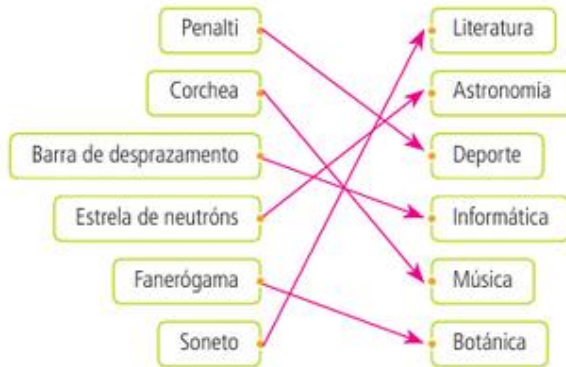 Penalti
Literatura
Corchea
Astronomía
Barra de desprazamento
Deporte
Estrela de neutróns
Informática
Fanerógama
Música
Soneto
Botánica